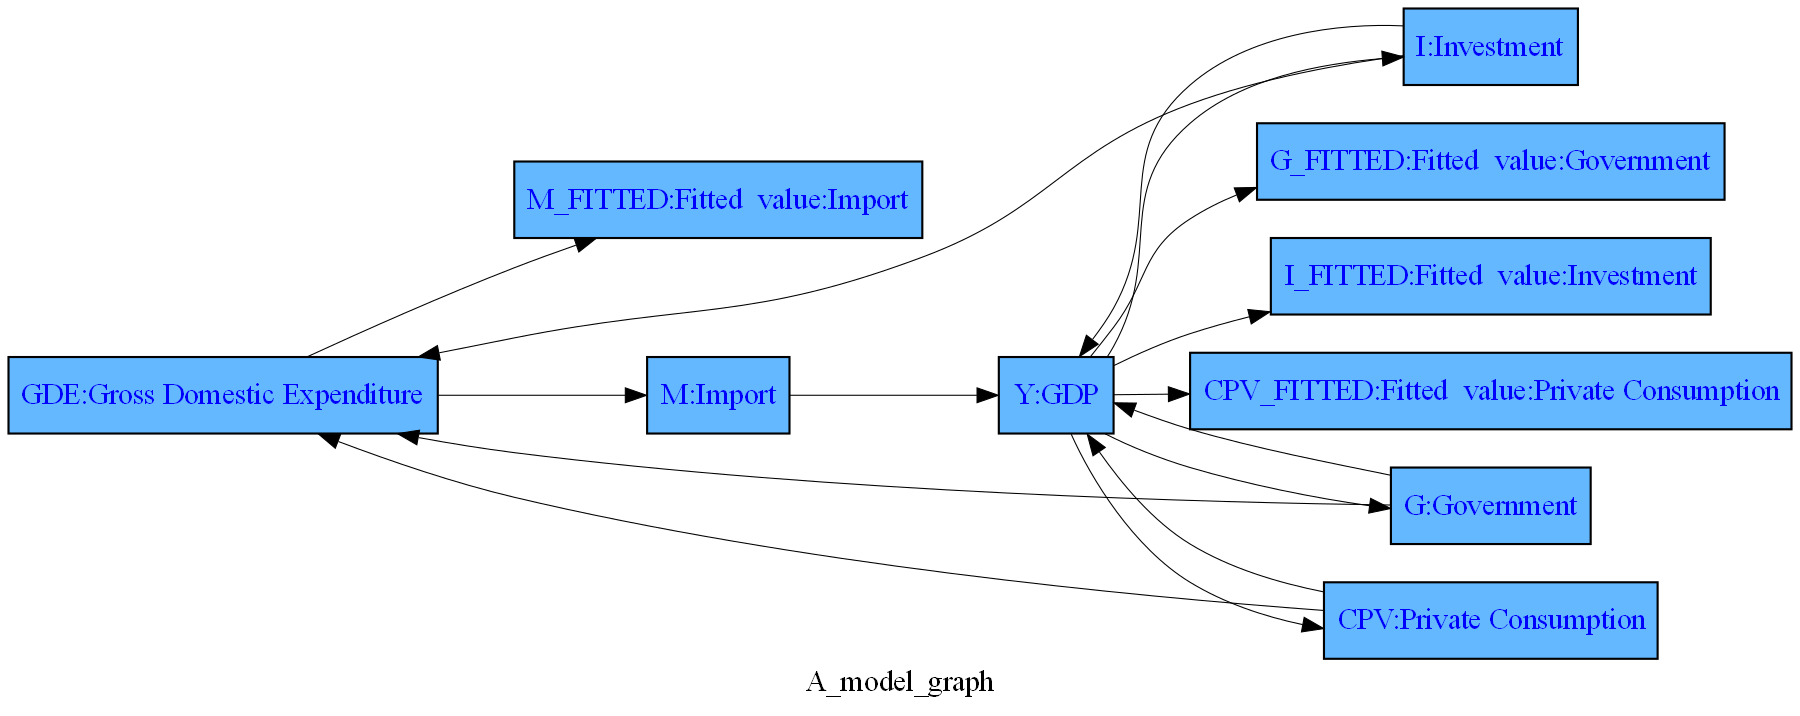 I:Investment
G_FITTED:Fitted value:Government
M_FITTED:Fitted value:Import
I_FITTED:Fitted value:Investment
GDE:Gross Domestic Expenditure
M:Import
Y:GDP
CPV_FITTED:Fitted value:Private Consumption
G:Government
CPV:Private Consumption
A_model_graph